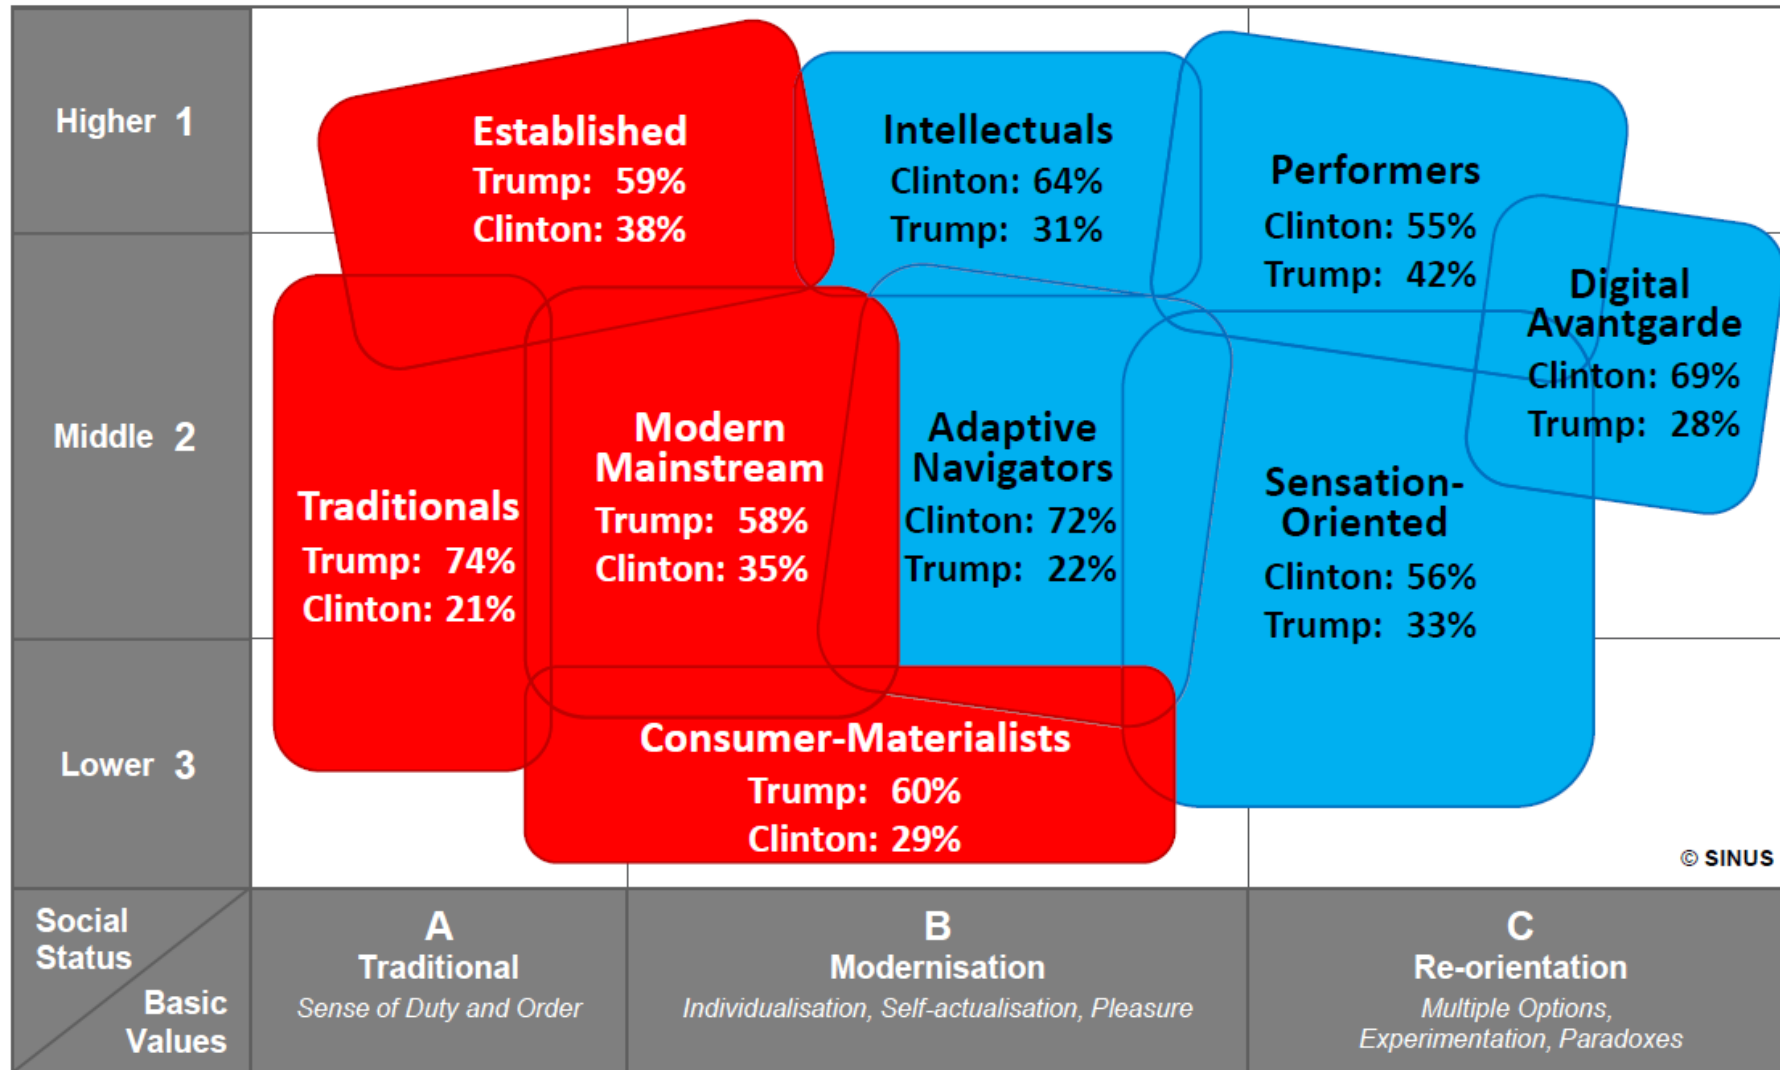 Higher 1
Established
Trump: 59%
Clinton: 38%
Intellectuals
Clinton: 64%
Trump: 31%
Performers
Clinton: 55%
Trump: 42%
Digital
Avantgarde
Clinton: 69%
Trump: 28%
Middle 2
Traditionals
Trump: 74%
Clinton: 21%
Modern
Mainstream
Trump: 58%
Clinton: 35%
Adaptive
Navigators
Clinton: 72%
Trump: 22%
Sensation-
Oriented
Clinton: 56%
Trump: 33%
Lower 3
Consumer-Materialists
Trump: 60%
Clinton: 29%
© SINUS
Social
Status
Basic
Values
A
Traditional
Sense of Duty and Order
B
Modernisation
Individualisation, Self-actualisation, Pleasure
C
Re-orientation
Multiple Options,
Experimentation, Paradoxes